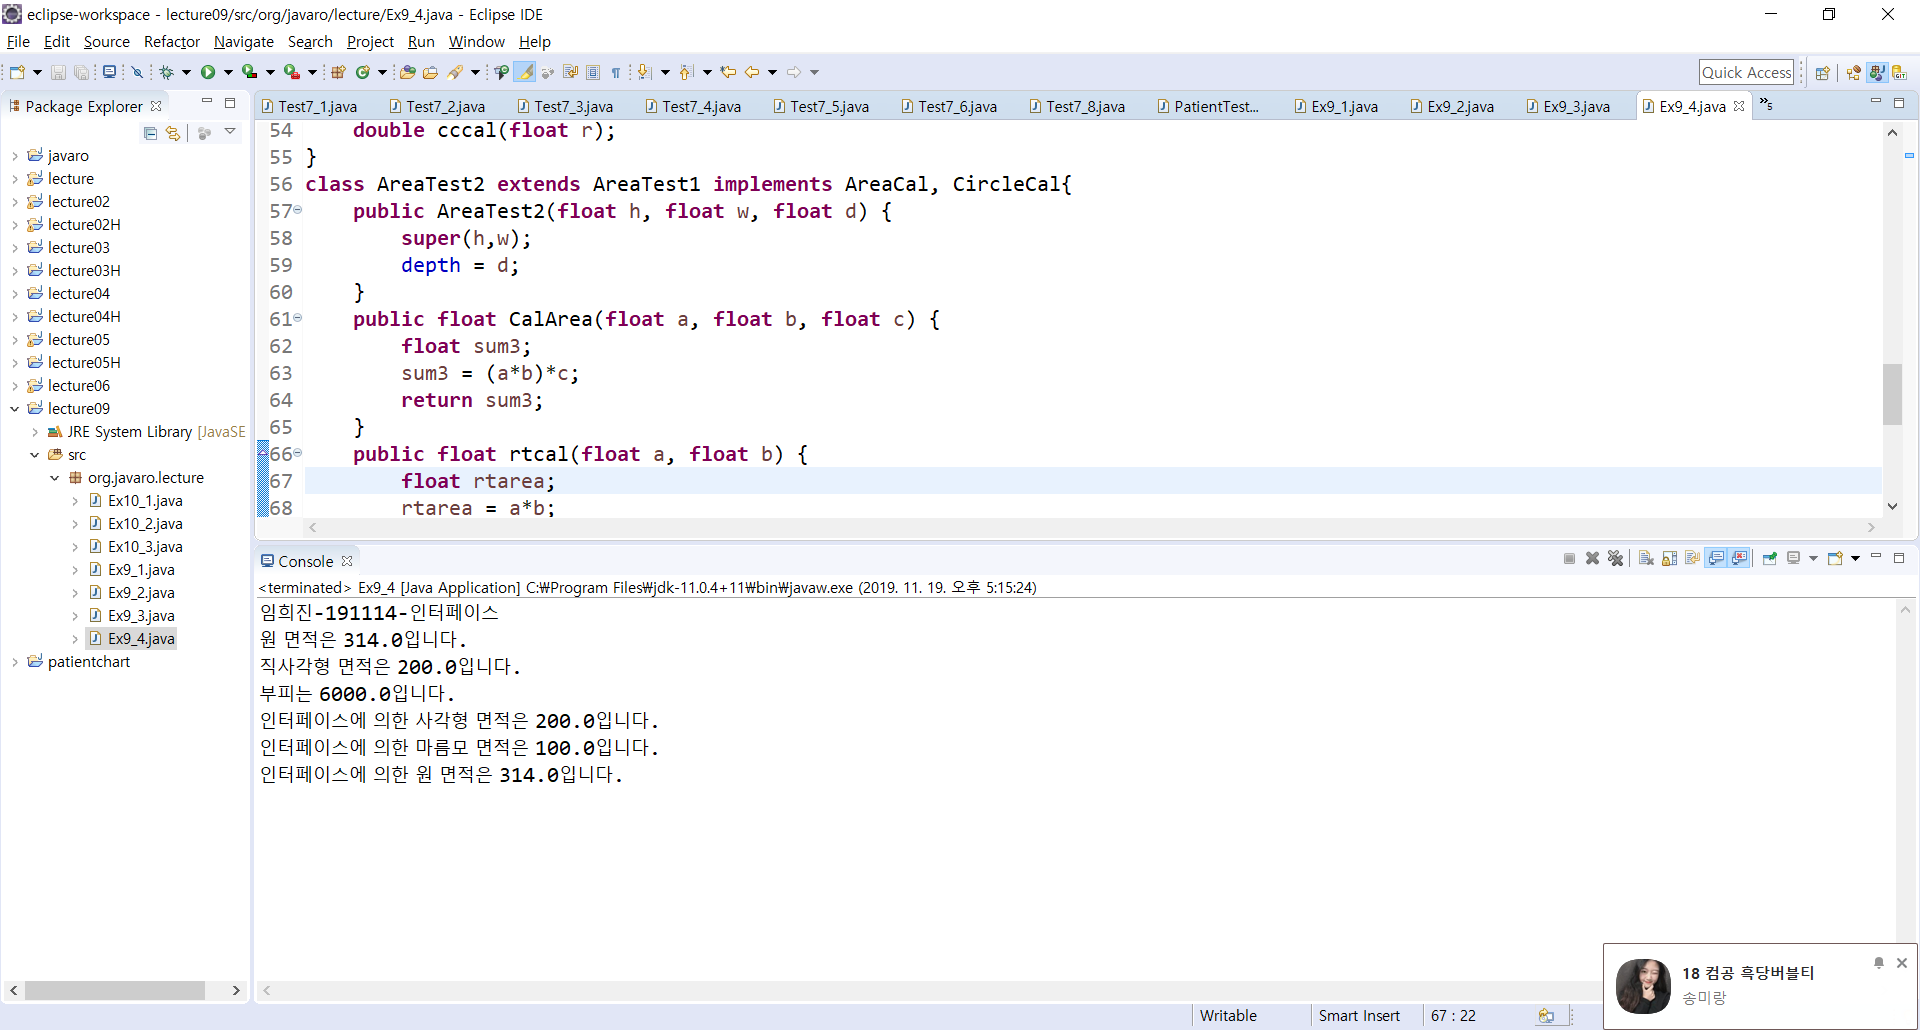 eclipse-workspace - lecture09/src/org/javaro/lecture/Ex9_4.java - Eclipse IDE
File Edit Source Refactor Navigate Search Project Run Window Help
Quick Access
Package Explorer
javaro
lecture
lecture02
lecture02H
lecture03
lecture03H
lecture04
lecture04H
lecture05
lecture05H
lecture06
lecture09
JRE System Library [JavaSE
src
org.javaro.lecture
Ex10_1.java
Ex10_2.java
Ex10_3.java
Ex9_1.java
Ex9_2.java
Ex9_3.java
Ex9_4.java
patientchart
Test7_1.java Test7_2.java Test7_3.java Test7_4.java Test7_5.java Test7_6.java Test7_8.java PatientTest... Ex9_1.java Ex9_2.java Ex9_3.java Ex9_4.java »5
54     double cccal(float r);
55 }
56 class AreaTest2 extends AreaTest1 implements AreaCal, CircleCal{
57     public AreaTest2(float h, float w, float d) {
58         super(h,w);
59         depth = d;
60     }
61     public float CalArea(float a, float b, float c) {
62         float sum3;
63         sum3 = (a*b)*c;
64         return sum3;
65     }
66     public float rtcal(float a, float b) {
67         float rtarea;
68         rtarea = a*b;
Console
<terminated> Ex9_4 [Java Application] C:₩Program Files₩jdk-11.0.4+11₩bin₩javaw.exe (2019. 11. 19. 오후 5:15:24)
임희진-191114-인터페이스
원 면적은 314.0입니다.
직사각형 면적은 200.0입니다.
부피는 6000.0입니다.
인터페이스에 의한 사각형 면적은 200.0입니다.
인터페이스에 의한 마름모 면적은 100.0입니다.
인터페이스에 의한 원 면적은 314.0입니다.
Writable Smart Insert 67 : 22
18 컴공 흑당버블티
송미랑